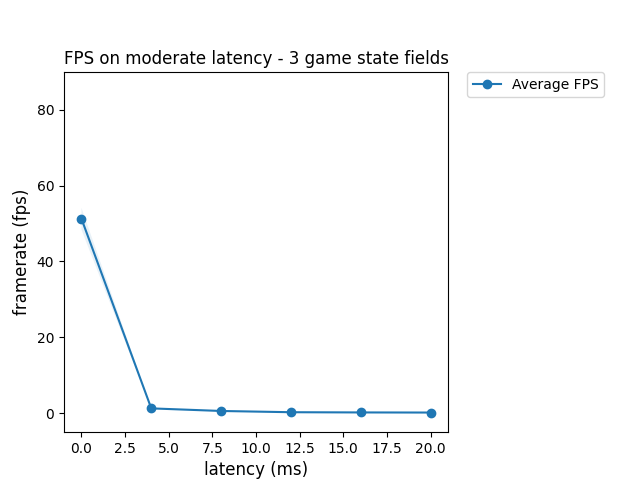 FPS on moderate latency - 3 game state fields
Average FPS
80
60
40
20
0
framerate (fps)
0.0 2.5 5.0 7.5 10.0 12.5 15.0 17.5 20.0
latency (ms)